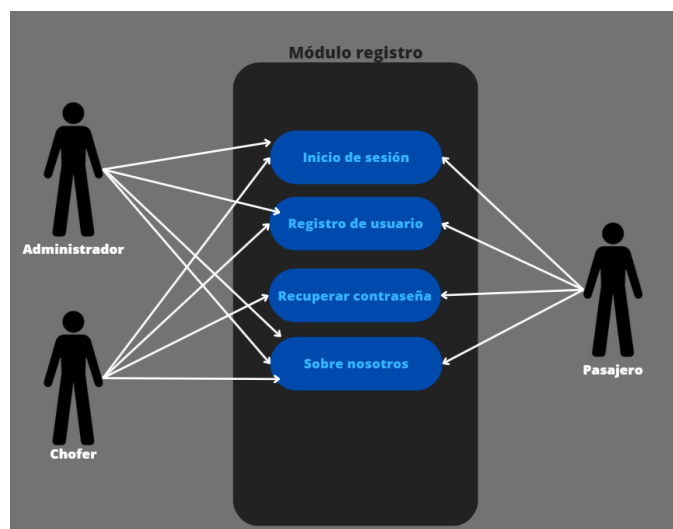 Módulo registro
Inicio de sesión
Registro de usuario
Administrador
Recuperar contraseña
Sobre nosotros
Pasajero
Chofer